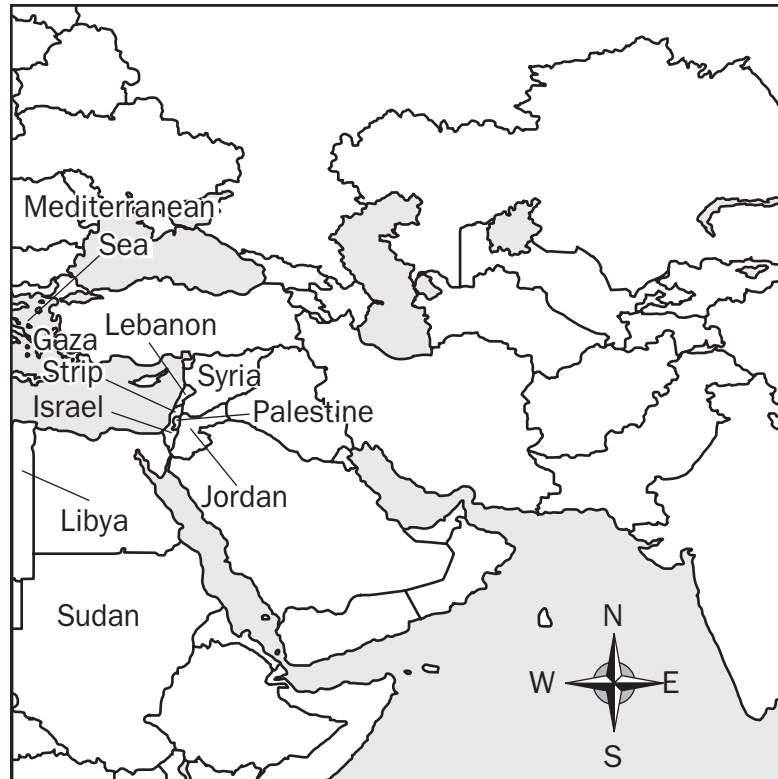 Mediterranean
Sea
Lebanon
Gaza
Strip
Syria
Israel
Palestine
Jordan
Libya
Sudan
N
W
E
S